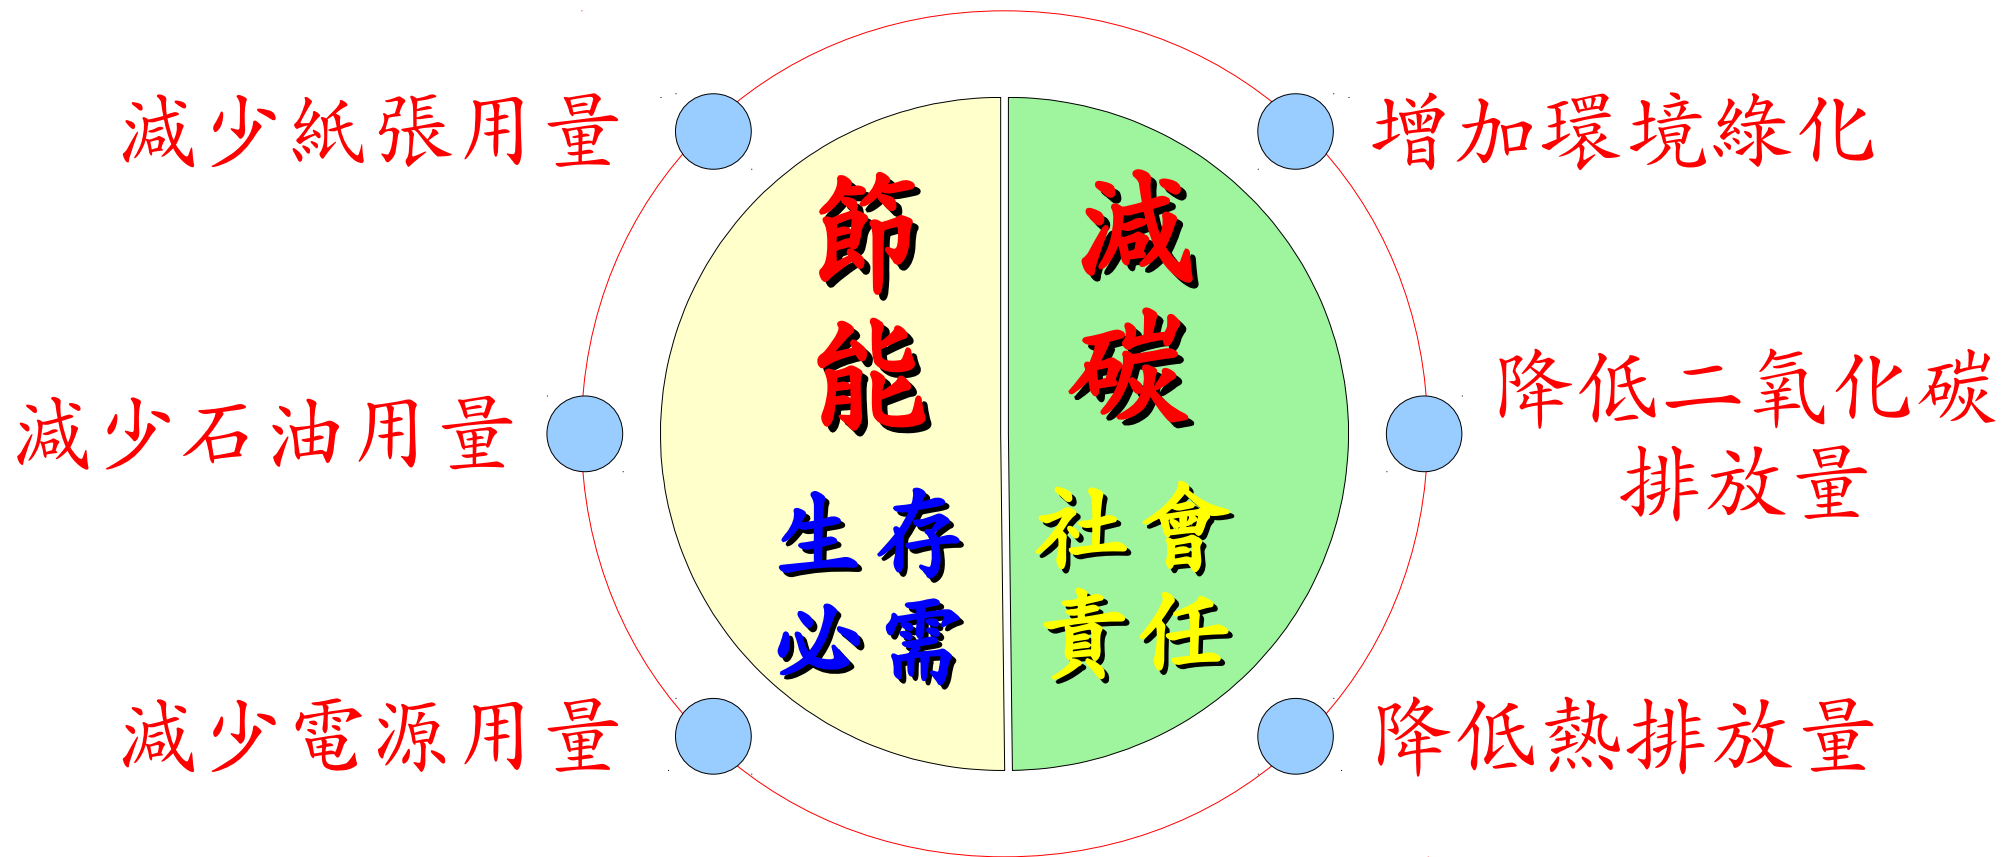 減少紙張用量
增加環境綠化
節能
減碳
減少石油用量
降低二氧化碳
排放量
生存
必需
社會
責任
減少電源用量
降低熱排放量